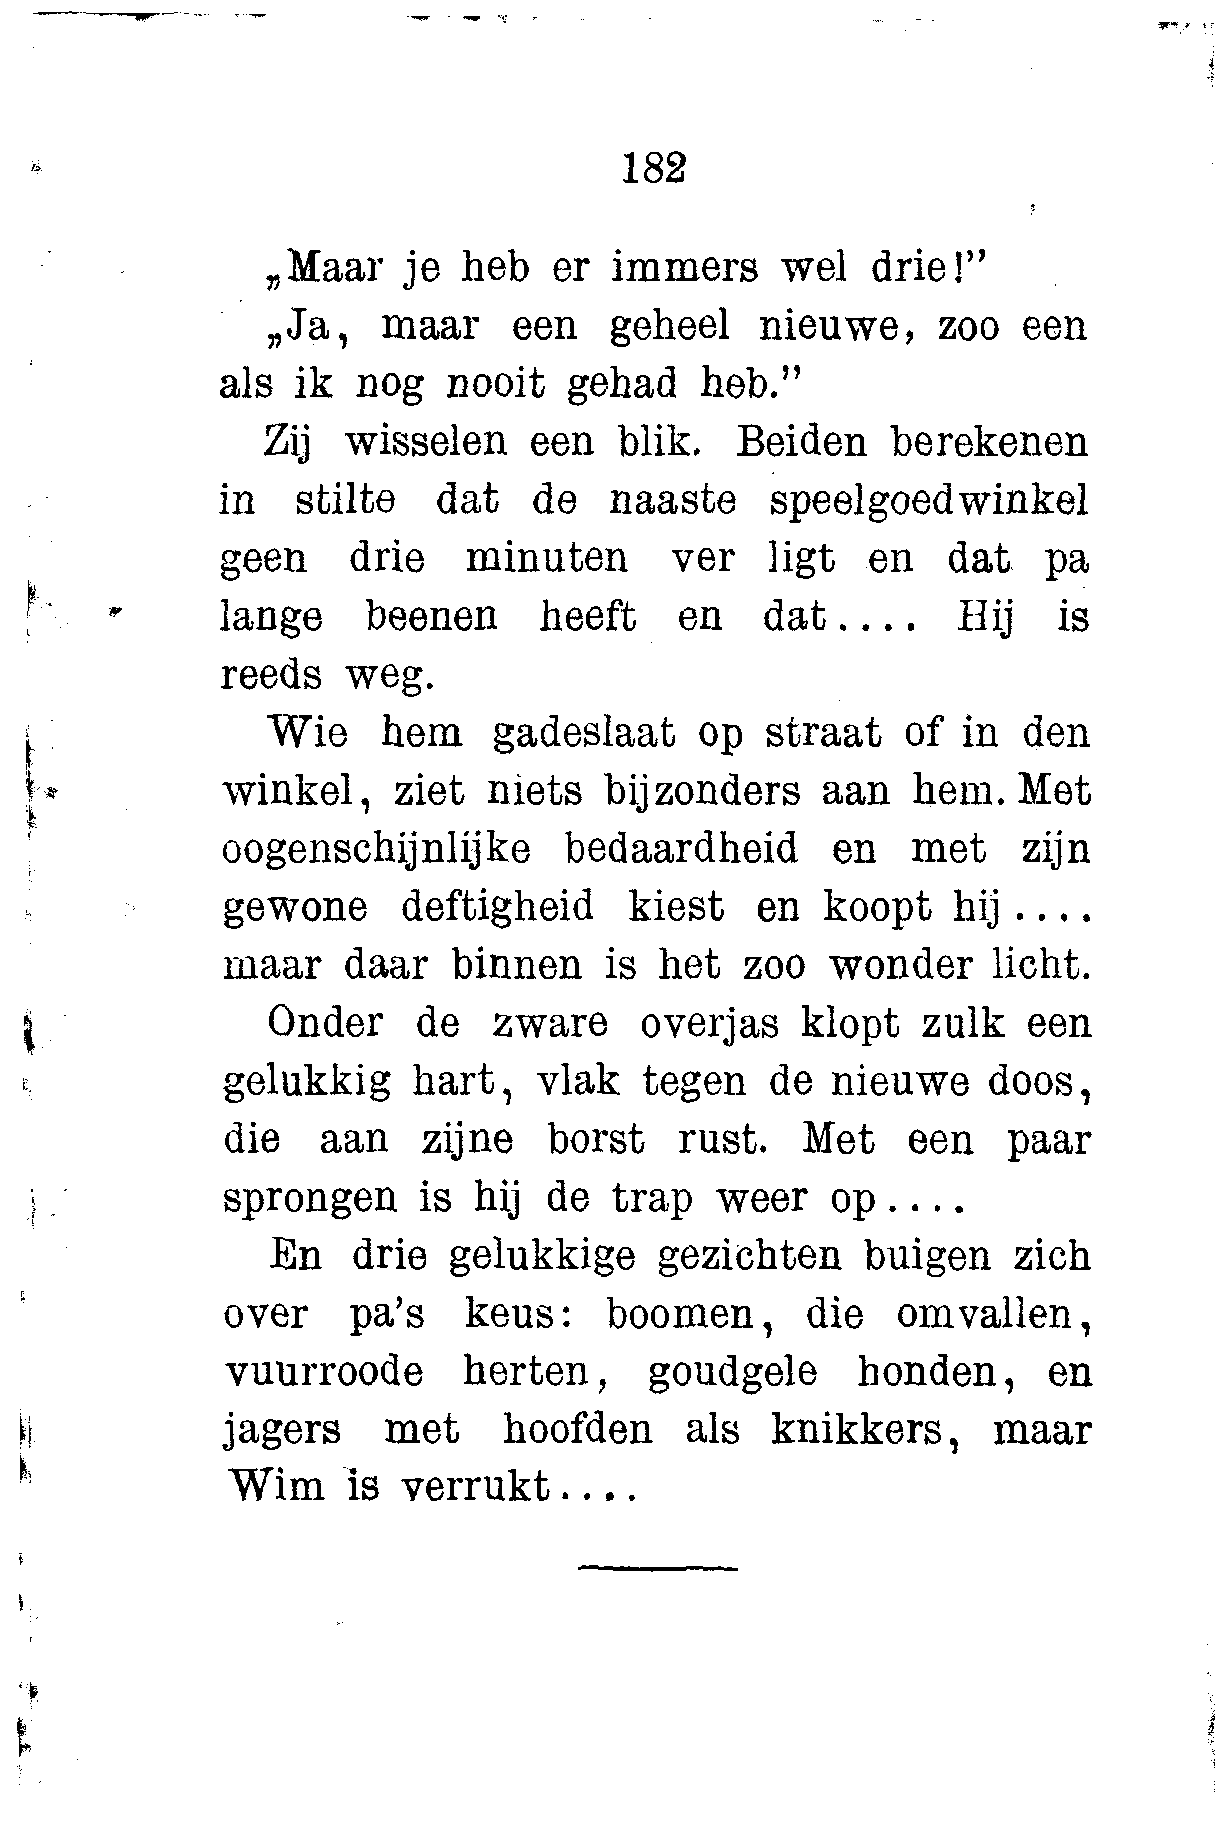 182
„Maar je heb er immers wel drie!”
„Ja, maar een geheel nieuwe, zoo een
als ik nog nooit gehad heb.”
Zij wisselen een blik. Beiden berekenen
in stilte dat de naaste speelgoedwinkel
geen drie minuten ver ligt en dat pa
lange beenen heeft en dat.... Hij is
reeds weg.
Wie hem gadeslaat op straat of in den
winkel, ziet niets bijzonders aan hem. Met
oogenschijnlijke bedaardheid en met zijn
gewone deftigheid kiest en koopt hij....
maar daar binnen is het zoo wonder licht.
Onder de zware overjas klopt zulk een
gelukkig hart, vlak tegen de nieuwe doos,
die aan zijne borst rust. Met een paar
sprongen is hij de trap weer op....
En drie gelukkige gezichten buigen zich
over pa's keus: boomen, die omvallen,
vuurroode herten, goudgele honden, en
jagers met hoofden als knikkers, maar
Wim is verrukt....